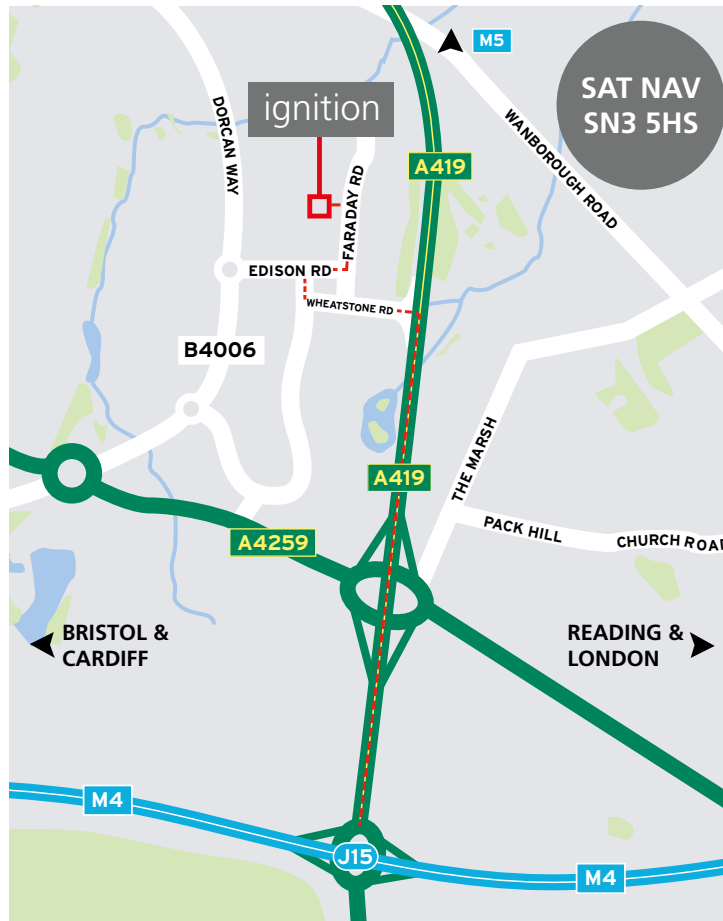 M5
SAT NAV
SN3 5HS
ignition
DORCAN WAY
WANBOROUGH ROAD
A419
FARADAY RD
EDISON RD
WHEATSTONE RD
B4006
THE MARSH
A419
PACK HILL
CHURCH ROAD
A4259
BRISTOL &
CARDIFF
READING &
LONDON
M4
J15
M4